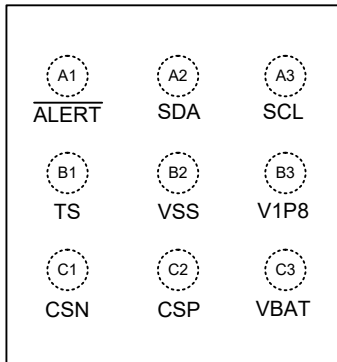 A1 A2 A3
ALERT SDA SCL
B1 B2 B3
TS VSS V1P8
C1 C2 C3
CSN CSP VBAT